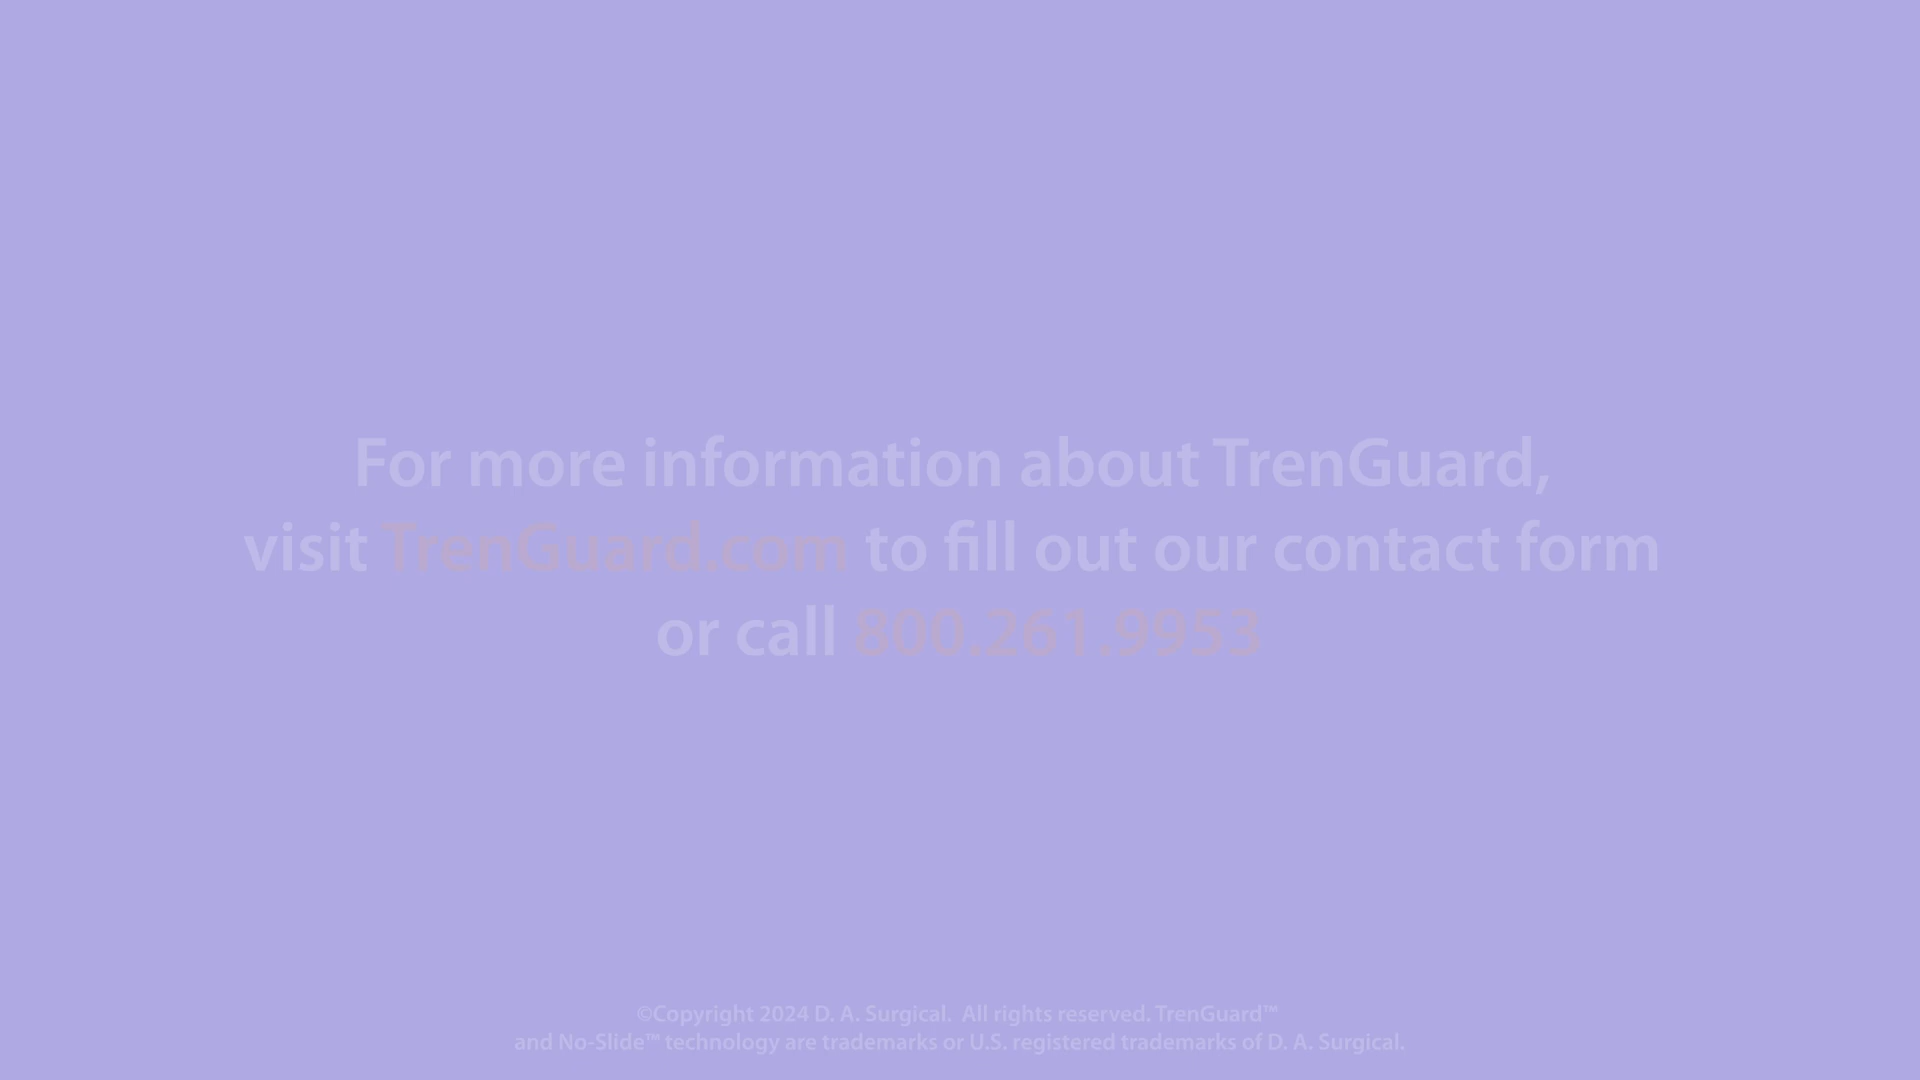 For more information about TrenGuard,
visit TrenGuard.com to fill out our contact form
or call 800.261.9953
©Copyright 2024 D. A. Surgical. All rights reserved. TrenGuard™
and No-Slide™ technology are trademarks or U.S. registered trademarks of D. A. Surgical.